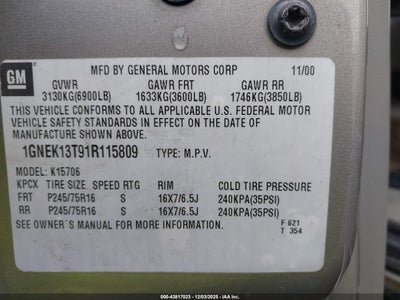 GM
MFD BY GENERAL MOTORS CORP 11/00
GVWR GAWR FRT GAWR RR
3130KG(6900LB) 1633KG(3600LB) 1746KG(3850LB)
THIS VEHICLE CONFORMS TO ALL APPLICABLE U.S. FEDERAL MOTOR
VEHICLE SAFETY STANDARDS IN EFFECT ON THE DATE OF
MANUFACTURE SHOWN ABOVE.
1GNEK13T91R115809 TYPE: M.P.V.
MODEL: K15706
KPCX TIRE SIZE SPEED RTG RIM COLD TIRE PRESSURE
FRT P245/75R16 S 16X7/6.5J 240KPA(35PSI)
RR P245/75R16 S 16X7/6.5J 240KPA(35PSI)
SEE OWNER'S MANUAL FOR MORE INFORMATION.
F 621
T 354
000-43817023 - 12/03/2025 - IAAI.COM